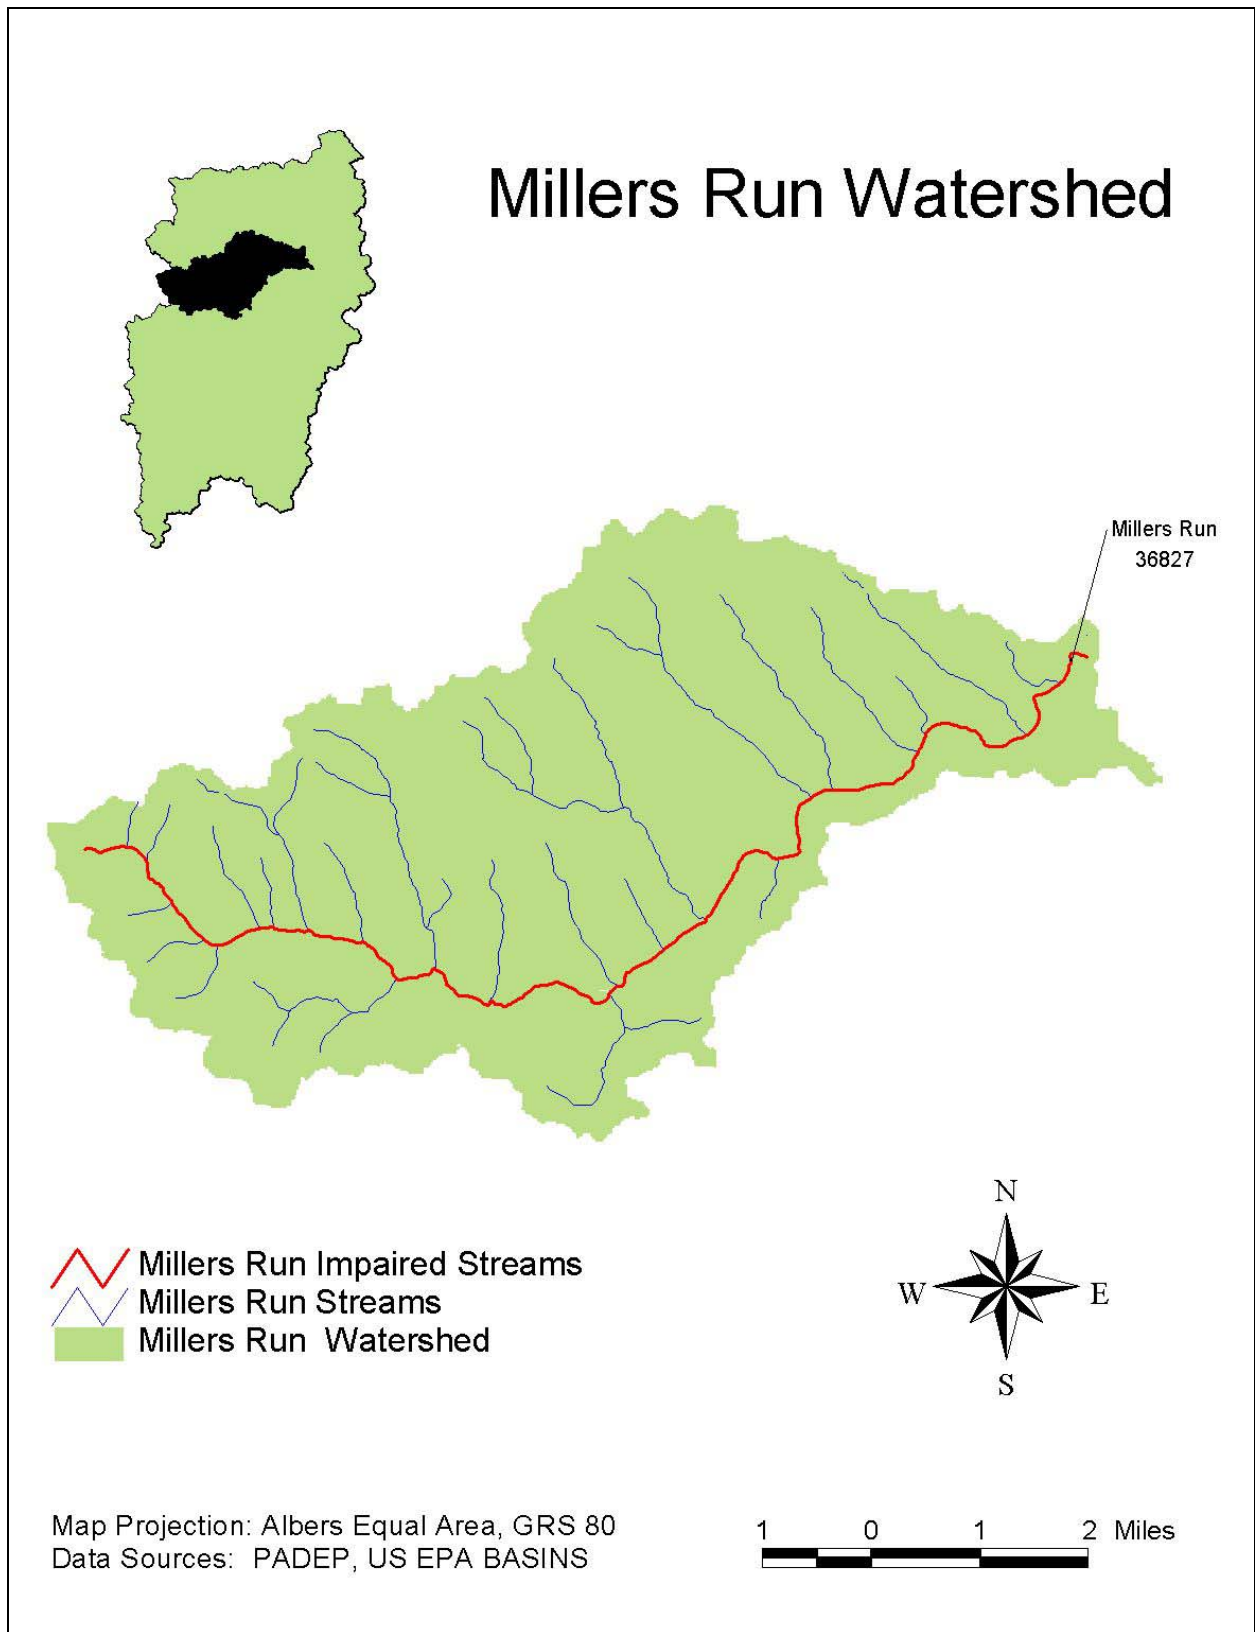 Millers Run Watershed
Millers Run
36827
Millers Run Impaired Streams
Millers Run Streams
Millers Run Watershed
N
W E
S
Map Projection: Albers Equal Area, GRS 80
Data Sources: PADEP, US EPA BASINS
1 0 1 2 Miles